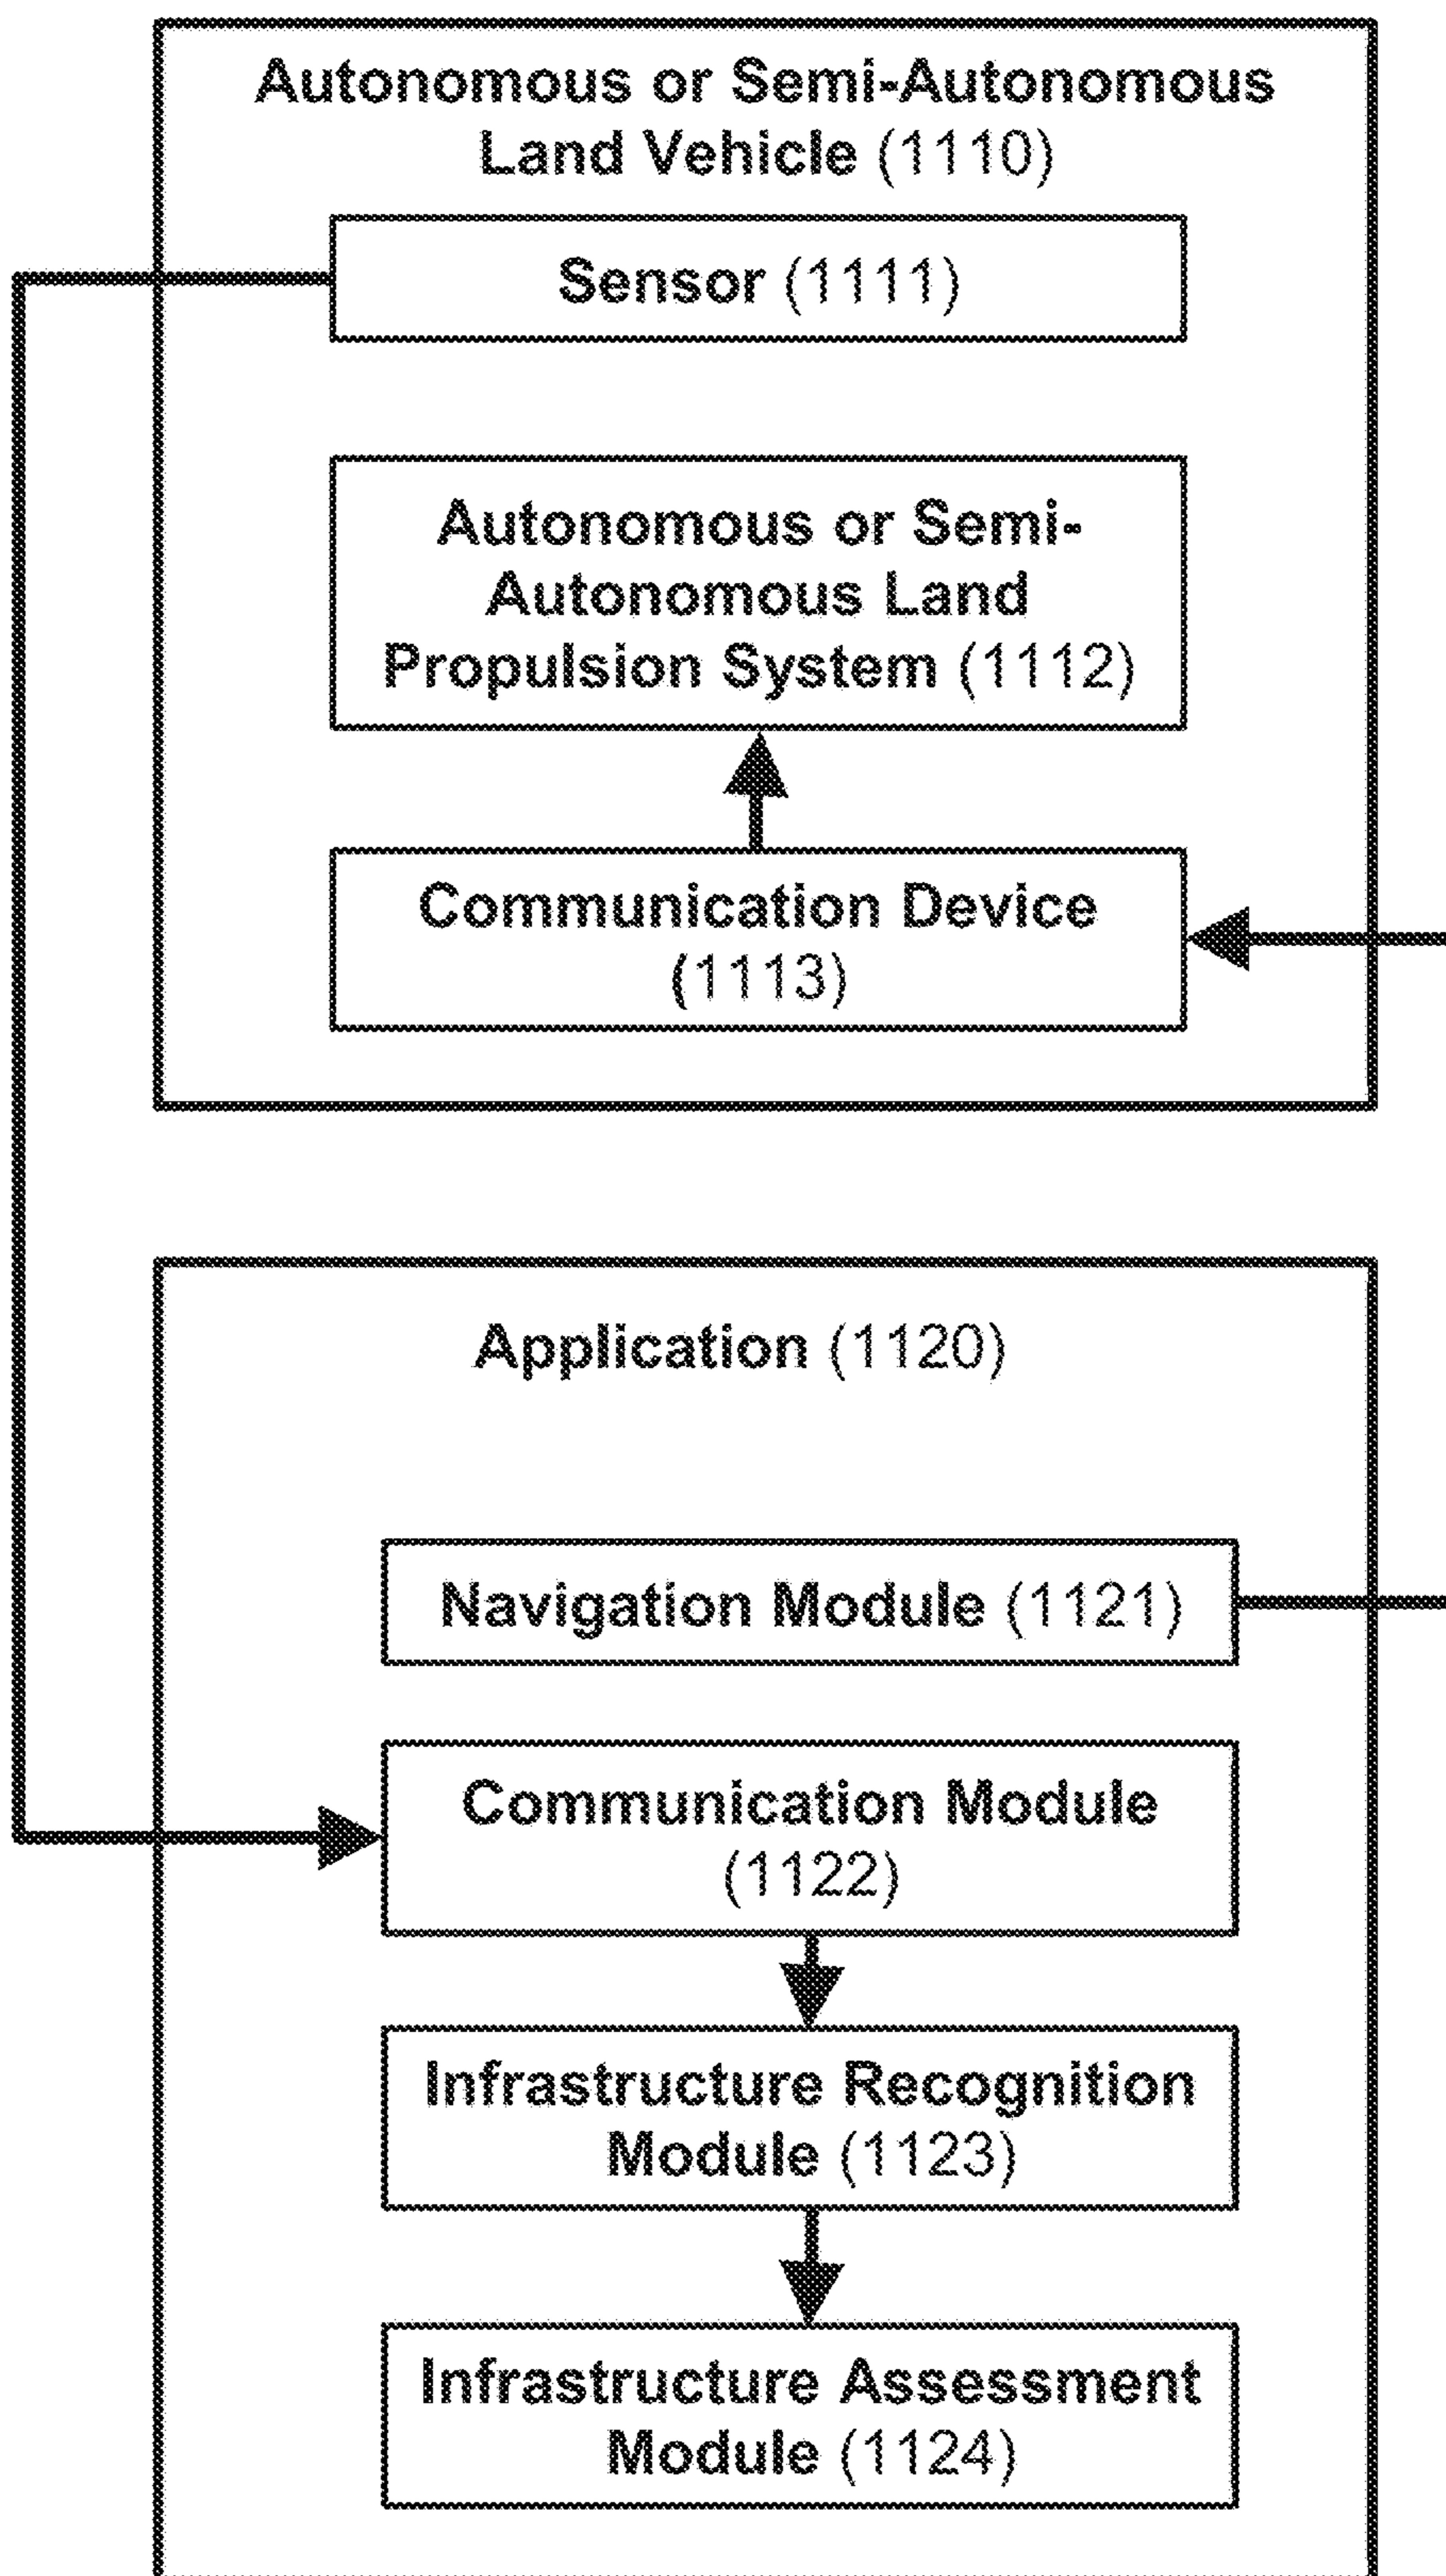 Autonomous or Semi-Autonomous
Land Vehicle (1110)
Sensor (1111)
Autonomous or Semi-
Autonomous Land
Propulsion System (1112)
Communication Device
(1113)
Application (1120)
Navigation Module (1121)
Communication Module
(1122)
Infrastructure Recognition
Module (1123)
Infrastructure Assessment
Module (1124)